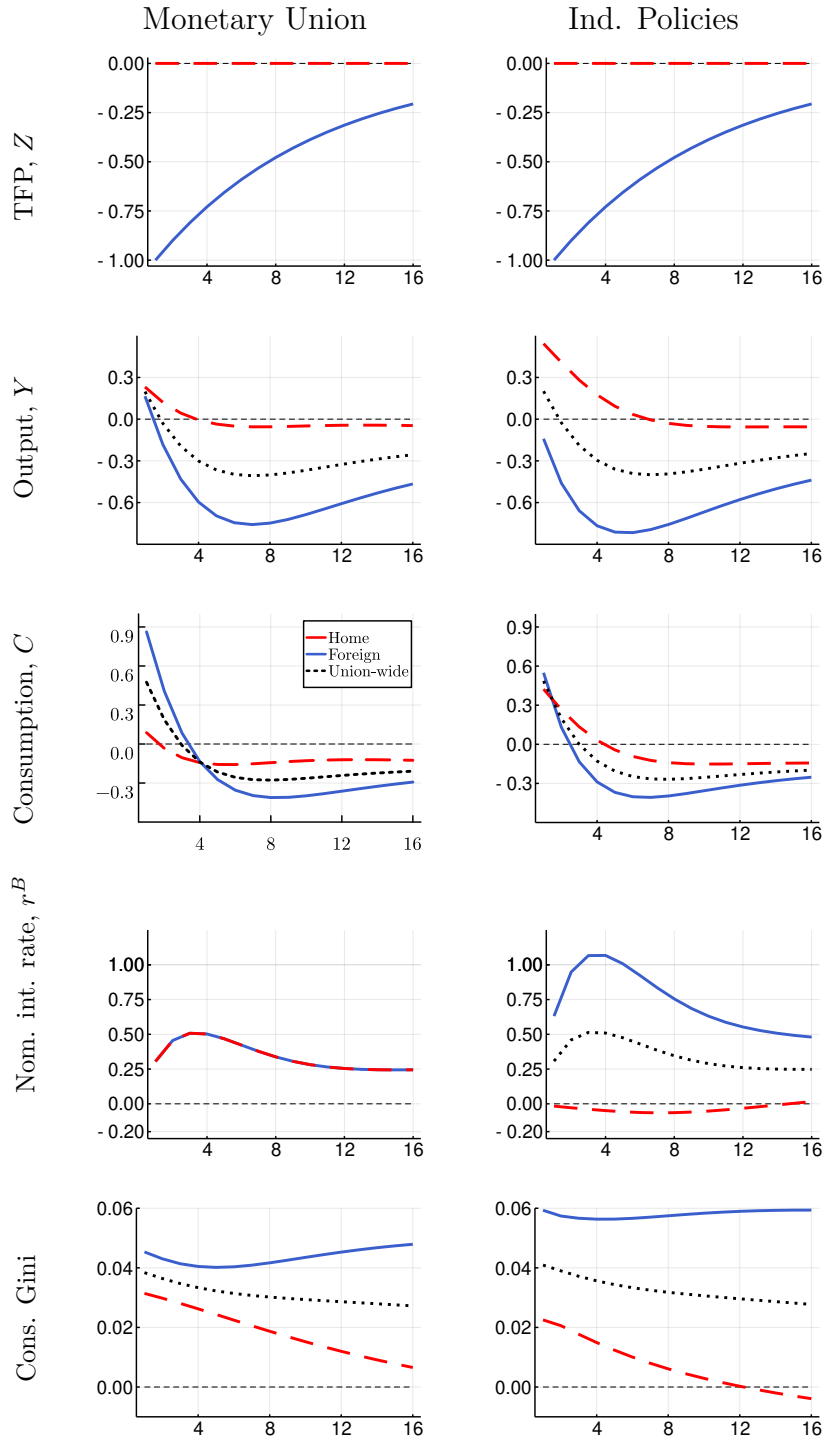 Monetary Union Ind. Policies
TFP, Z
0.00
- 0.25
- 0.50
- 0.75
- 1.00
4 8 12 16
0.00
- 0.25
- 0.50
- 0.75
- 1.00
4 8 12 16
Output, Y
0.3
0.0
- 0.3
- 0.6
4 8 12 16
0.3
0.0
- 0.3
- 0.6
4 8 12 16
Consumption, C
0.9
0.6
0.3
0.0
−0.3
4 8 12 16
Home
Foreign
Union-wide
0.9
0.6
0.3
0.0
- 0.3
4 8 12 16
Nom. int. rate, r^B
1.00
0.75
0.50
0.25
0.00
- 0.20
4 8 12 16
1.00
0.75
0.50
0.25
0.00
- 0.20
4 8 12 16
Cons. Gini
0.06
0.04
0.02
0.00
4 8 12 16
0.06
0.04
0.02
0.00
4 8 12 16